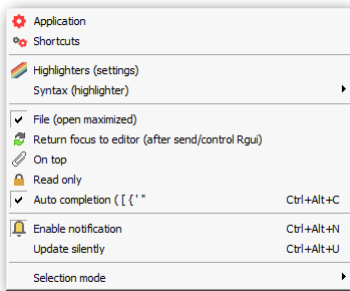 Application
Shortcuts
Highlighters (settings)
Syntax (highlighter)
File (open maximized)
Return focus to editor (after send/control Rgui)
On top
Read only
Auto completion ( [ { ' " Ctrl+Alt+C
Enable notification Ctrl+Alt+N
Update silently Ctrl+Alt+U
Selection mode